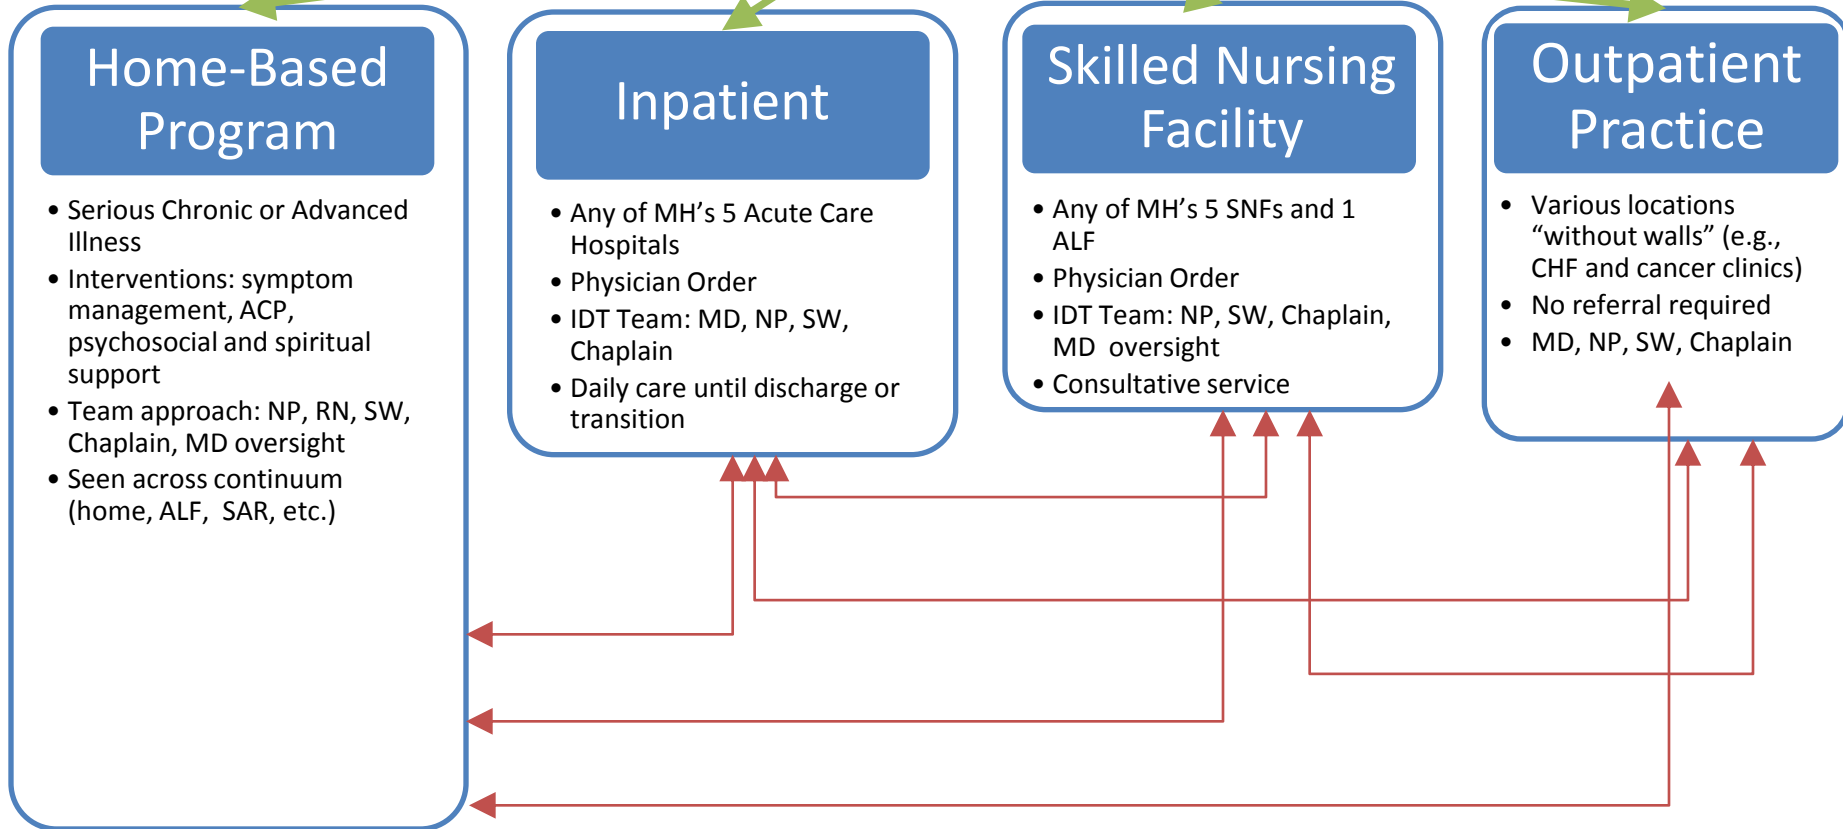 Home-Based
Program
• Serious Chronic or Advanced
Illness
• Interventions: symptom
management, ACP,
psychosocial and spiritual
support
• Team approach: NP, RN, SW,
Chaplain, MD oversight
• Seen across continuum
(home, ALF, SAR, etc.)
Inpatient
• Any of MH’s 5 Acute Care
Hospitals
• Physician Order
• IDT Team: MD, NP, SW,
Chaplain
• Daily care until discharge or
transition
Skilled Nursing
Facility
• Any of MH’s 5 SNFs and 1
ALF
• Physician Order
• IDT Team: NP, SW, Chaplain,
MD oversight
• Consultative service
Outpatient
Practice
• Various locations
“without walls” (e.g.,
CHF and cancer clinics)
• No referral required
• MD, NP, SW, Chaplain